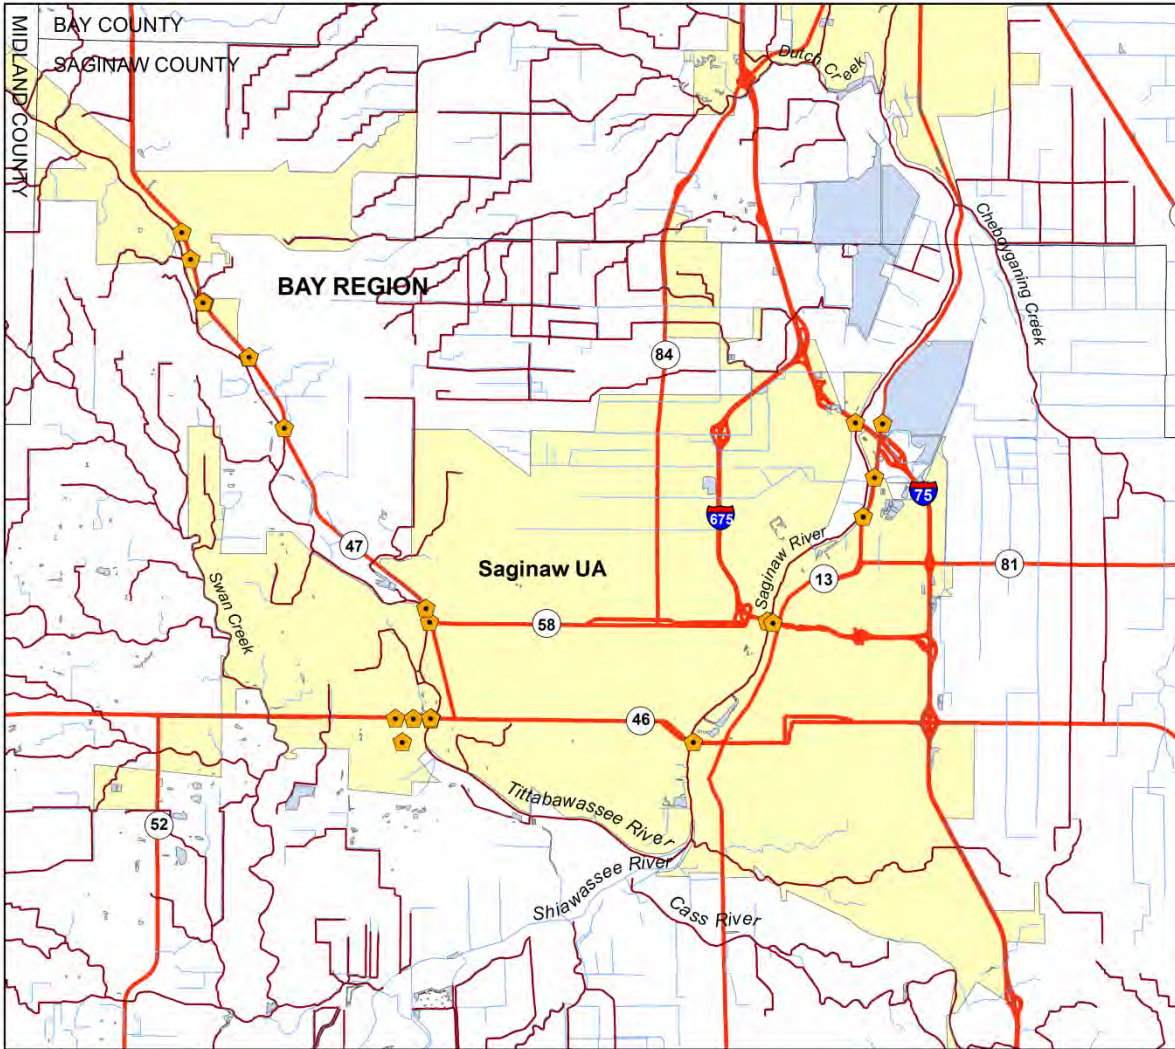 BAY COUNTY
SAGINAW COUNTY
MIDLAND COUNTY
Dutch Creek
Cheboyganing Creek
BAY REGION
84
75
675
47
Saginaw UA
Saginaw River
13
81
58
Swan Creek
46
52
Tittabawassee River
Shiawassee River
Cass River